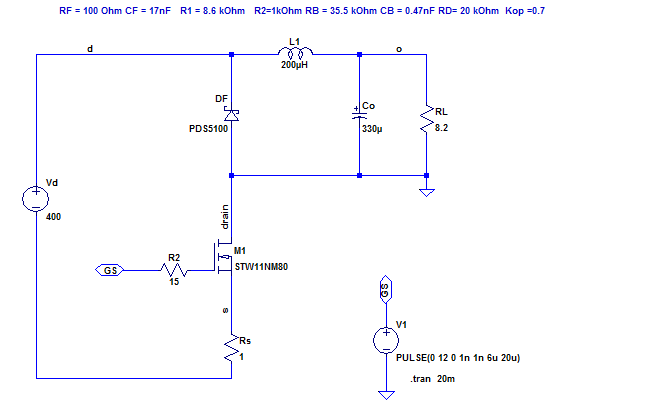 RF = 100 Ohm CF = 17nF R1 = 8.6 kOhm R2=1kOhm RB = 35.5 kOhm CB = 0.47nF RD= 20 kOhm Kop =0.7
d
L1
o
200µH
DF
Co
RL
PDS5100
330µ
8.2
Vd
400
drain
M1
R2
GS
STW11NM80
15
GS
s
V1
Rs
1
PULSE(0 12 0 1n 1n 6u 20u)
.tran 20m